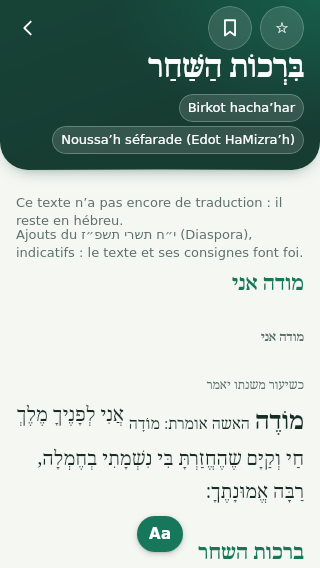 בִּרְכוֹת הַשַּׁחַר
Birkot hacha’har
Noussa’h séfarade (Edot HaMizra’h)
Ce texte n’a pas encore de traduction : il
reste en hébreu.
Ajouts du י״ח תשרי תשפ״ז (Diaspora),
indicatifs : le texte et ses consignes font foi.
מודה אני
מודה אני
כשיעור משנתו יאמר
מוֹדֶה האשה אומרת: מוֹדָה אֲנִי לְפָנֶיךָ מֶלֶךְ
חַי וְקַיָּם שֶׁהֶחֱזַרְתָּ בִּי נִשְׁמָתִי בְחֶמְלָה,
רַבָּה אֱמוּנָתֶךָ:
Aa
ברכות השחר